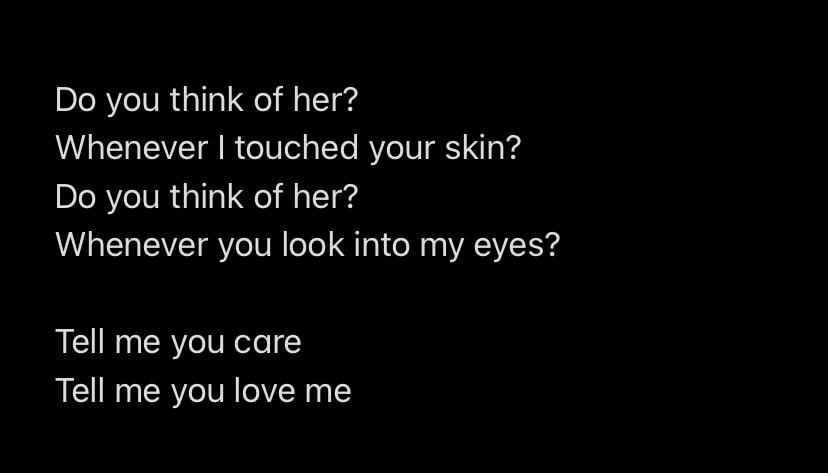 Do you think of her?
Whenever I touched your skin?
Do you think of her?
Whenever you look into my eyes?

Tell me you care
Tell me you love me